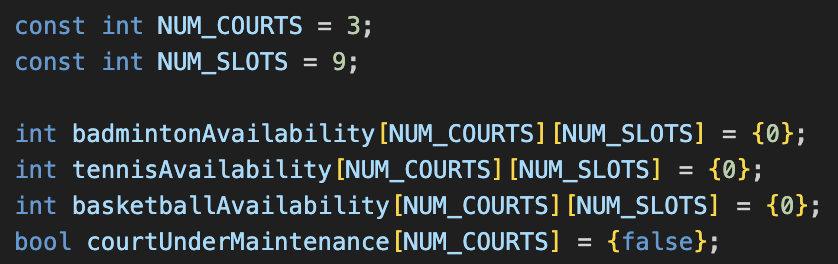 const int NUM_COURTS = 3;
const int NUM_SLOTS = 9;
int badmintonAvailability[NUM_COURTS][NUM_SLOTS] = {0};
int tennisAvailability[NUM_COURTS][NUM_SLOTS] = {0};
int basketballAvailability[NUM_COURTS][NUM_SLOTS] = {0};
bool courtUnderMaintenance[NUM_COURTS] = {false};